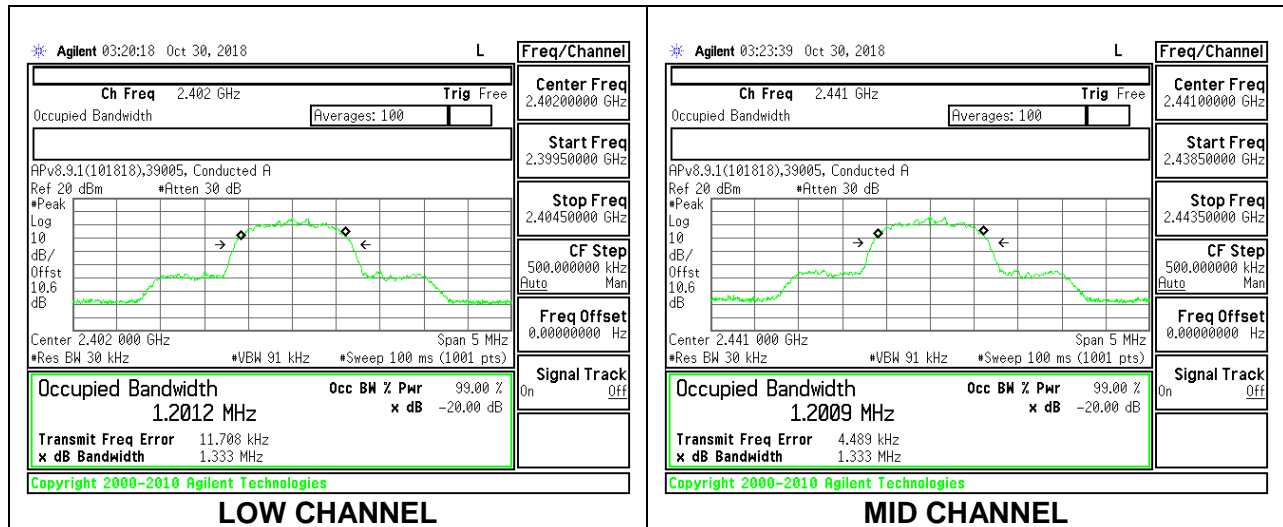 Agilent 03:20:18 Oct 30, 2018 L
Freq/Channel
Ch Freq 2.402 GHz Trig Free
Occupied Bandwidth Averages: 100
APv8.9.1(101818),39005, Conducted A
Ref 20 dBm #Atten 30 dB
#Peak
Log
10
dB/
Offst
10.6
dB
Center 2.402 000 GHz Span 5 MHz
#Res BW 30 kHz #VBW 91 kHz #Sweep 100 ms (1001 pts)
Occupied Bandwidth Occ BW % Pwr 99.00 %
1.2012 MHz x dB -20.00 dB
Transmit Freq Error 11.708 kHz
x dB Bandwidth 1.333 MHz
Center Freq
2.40200000 GHz
Start Freq
2.39950000 GHz
Stop Freq
2.40450000 GHz
CF Step
500.000000 kHz
Auto Man
Freq Offset
0.00000000 Hz
Signal Track
On Off
Copyright 2000-2010 Agilent Technologies
LOW CHANNEL
Agilent 03:23:39 Oct 30, 2018 L
Freq/Channel
Ch Freq 2.441 GHz Trig Free
Occupied Bandwidth Averages: 100
APv8.9.1(101818),39005, Conducted A
Ref 20 dBm #Atten 30 dB
#Peak
Log
10
dB/
Offst
10.6
dB
Center 2.441 000 GHz Span 5 MHz
#Res BW 30 kHz #VBW 91 kHz #Sweep 100 ms (1001 pts)
Occupied Bandwidth Occ BW % Pwr 99.00 %
1.2009 MHz x dB -20.00 dB
Transmit Freq Error 4.489 kHz
x dB Bandwidth 1.333 MHz
Center Freq
2.44100000 GHz
Start Freq
2.43850000 GHz
Stop Freq
2.44350000 GHz
CF Step
500.000000 kHz
Auto Man
Freq Offset
0.00000000 Hz
Signal Track
On Off
Copyright 2000-2010 Agilent Technologies
MID CHANNEL